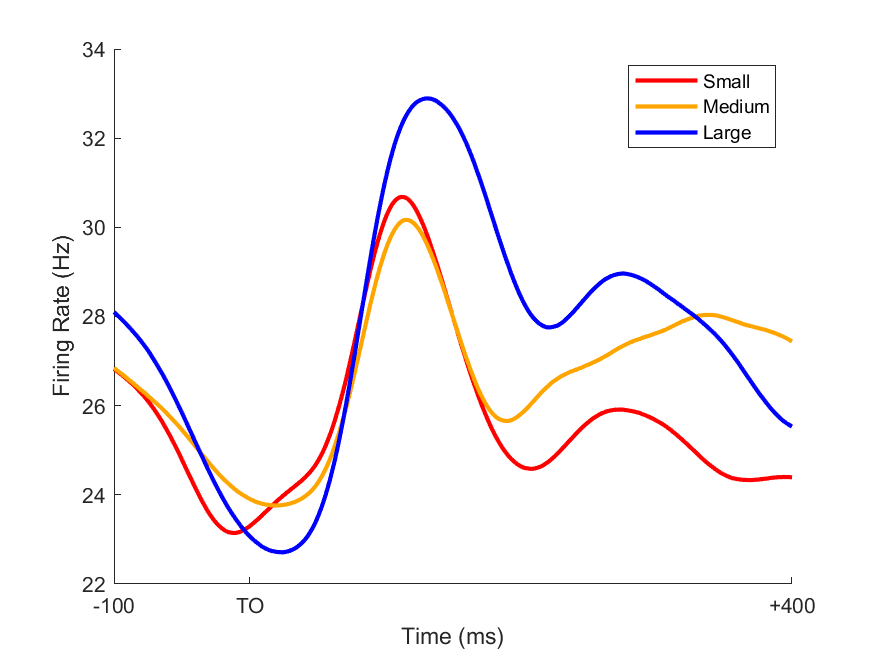 34
32
30
28
26
24
22
Firing Rate (Hz)
Small
Medium
Large
-100
TO
+400
Time (ms)